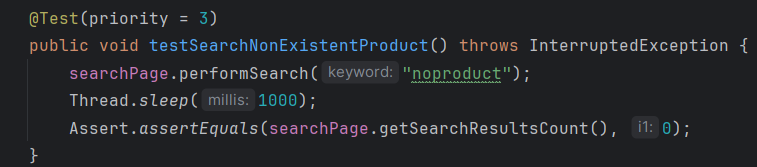 @Test(priority = 3)
public void testSearchNonExistentProduct() throws InterruptedException {
searchPage.performSearch( keyword: "noproduct");
Thread.sleep( millis: 1000);
Assert.assertEquals(searchPage.getSearchResultsCount(), i1: 0);
}